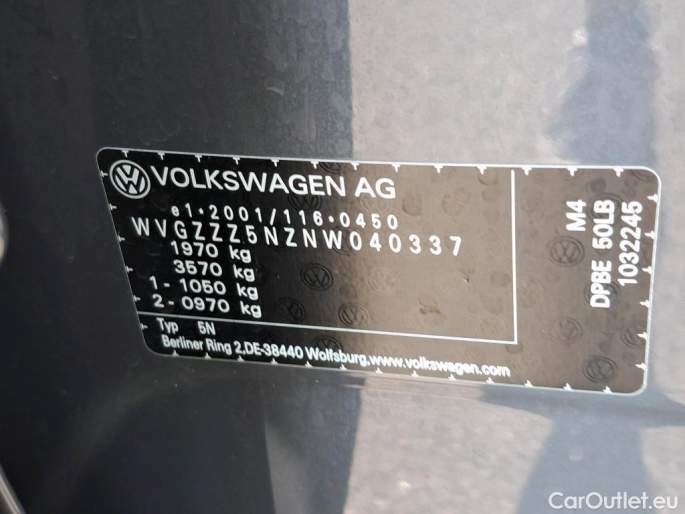 VOLKSWAGEN AG
e1*2001/116*0450
WVGZZZ5NZNW040337
1970 kg
3570 kg
1 - 1050 kg
2 - 0970 kg
Typ 5N
Berliner Ring 2,DE-38440 Wolfsburg.www.volkswagen.com
M4
DPBE 50LB
1032245
CarOutlet.eu